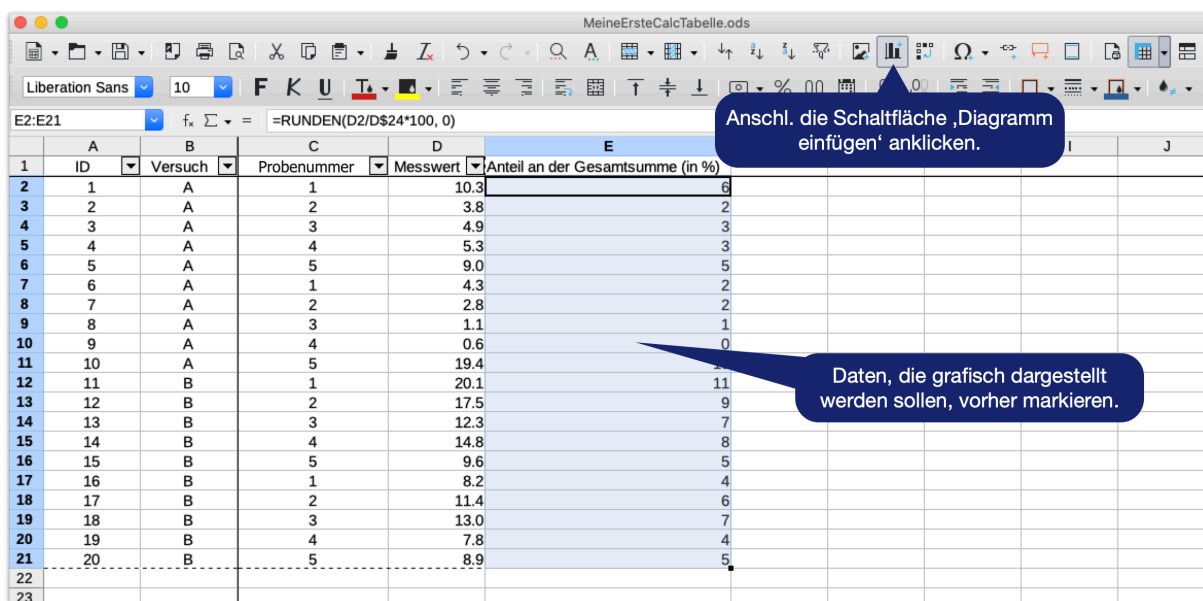 MeineErsteCalcTabelle.ods
Liberation Sans 10 F K U
E2:E21 =RUNDEN(D2/D$24*100, 0)
Anschl. die Schaltfläche ‚Diagramm
einfügen‘ anklicken.
A B C D E I J
1 ID Versuch Probenummer Messwert Anteil an der Gesamtsumme (in %)
2 1 A 1 10.3 6
3 2 A 2 3.8 2
4 3 A 3 4.9 3
5 4 A 4 5.3 3
6 5 A 5 9.0 5
7 6 A 1 4.3 2
8 7 A 2 2.8 2
9 8 A 3 1.1 1
10 9 A 4 0.6 0
11 10 A 5 19.4
12 11 B 1 20.1 11
13 12 B 2 17.5 9
14 13 B 3 12.3 7
15 14 B 4 14.8 8
16 15 B 5 9.6 5
17 16 B 1 8.2 4
18 17 B 2 11.4 6
19 18 B 3 13.0 7
20 19 B 4 7.8 4
21 20 B 5 8.9 5
22
23
Daten, die grafisch dargestellt
werden sollen, vorher markieren.